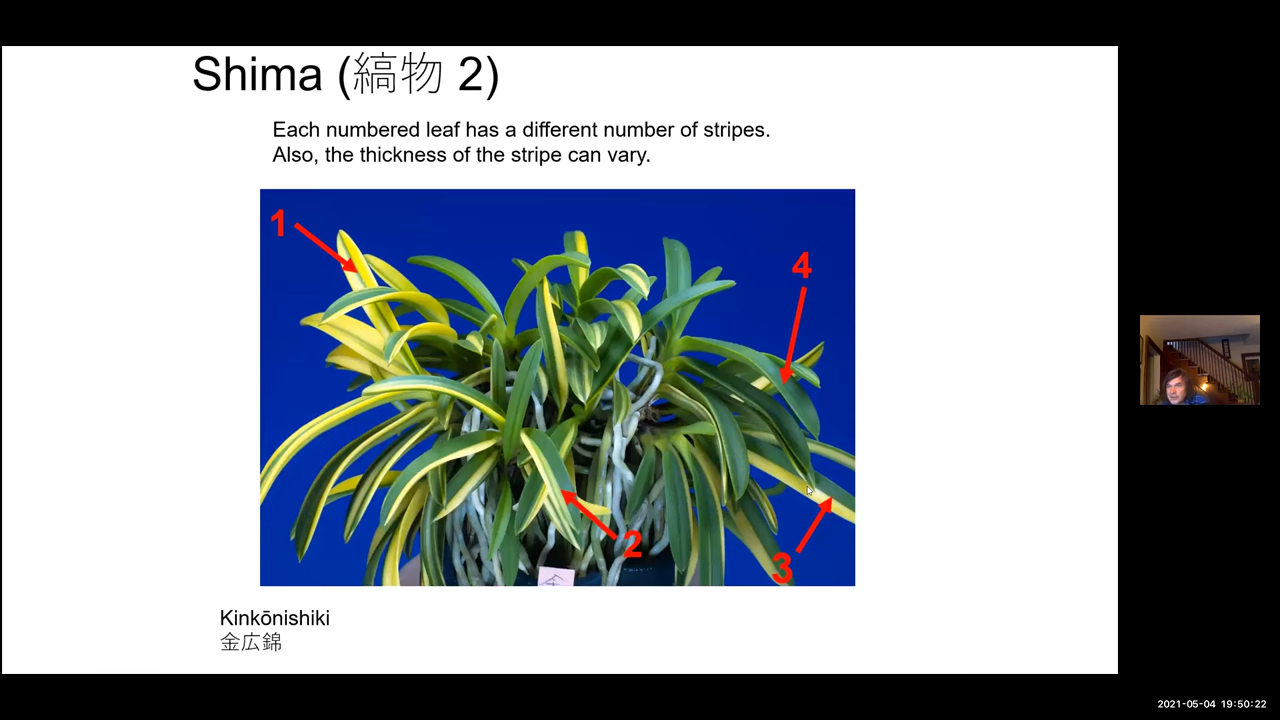 Shima (縞物 2)
Each numbered leaf has a different number of stripes.
Also, the thickness of the stripe can vary.
1
4
2
3
Kinkōnishiki
金広錦
2021-05-04 19:50:22